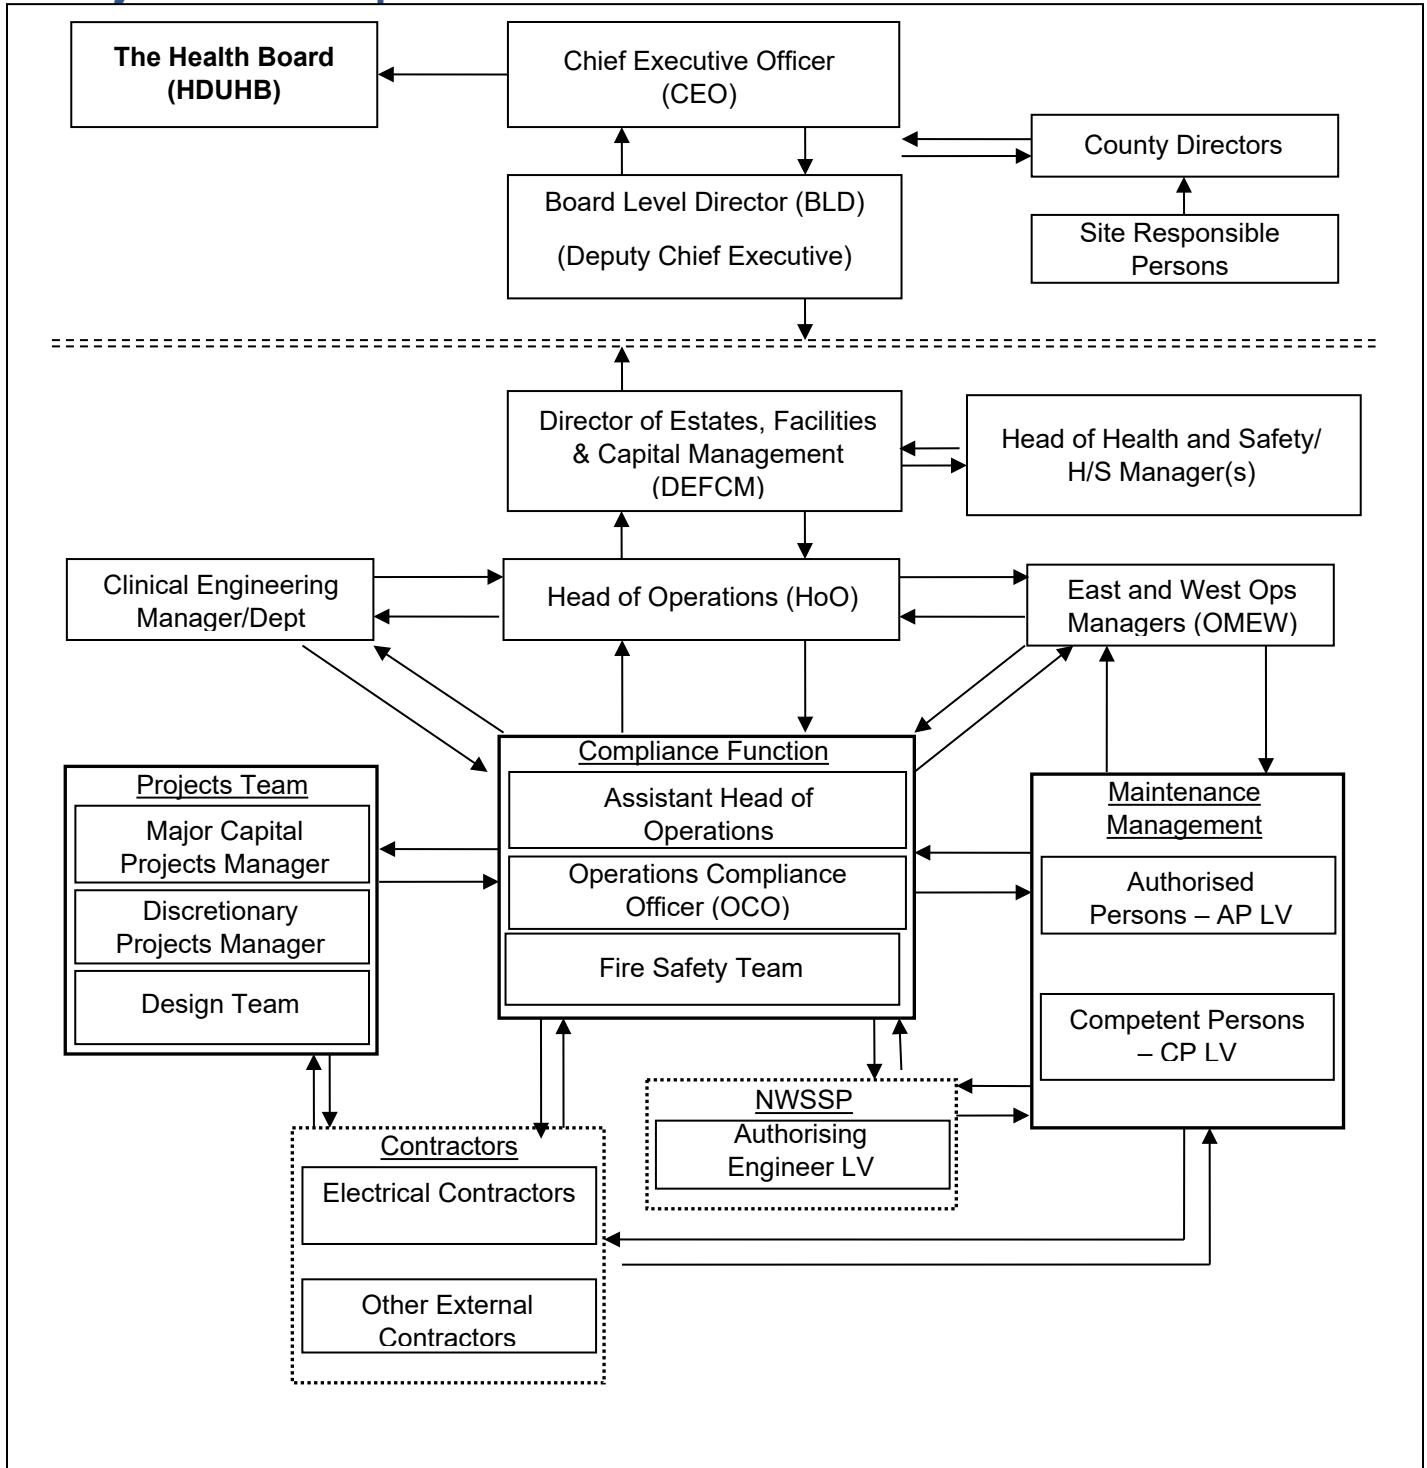 The Health Board
(HDUHB)
Chief Executive Officer
(CEO)
County Directors
Board Level Director (BLD)
(Deputy Chief Executive)
Site Responsible
Persons
Director of Estates, Facilities
& Capital Management
(DEFCM)
Head of Health and Safety/
H/S Manager(s)
Clinical Engineering
Manager/Dept
Head of Operations (HoO)
East and West Ops
Managers (OMEW)
Compliance Function
Assistant Head of
Operations
Operations Compliance
Officer (OCO)
Fire Safety Team
Projects Team
Major Capital
Projects Manager
Discretionary
Projects Manager
Design Team
Maintenance
Management
Authorised
Persons – AP LV
Competent Persons
– CP LV
NWSSP
Authorising
Engineer LV
Contractors
Electrical Contractors
Other External
Contractors